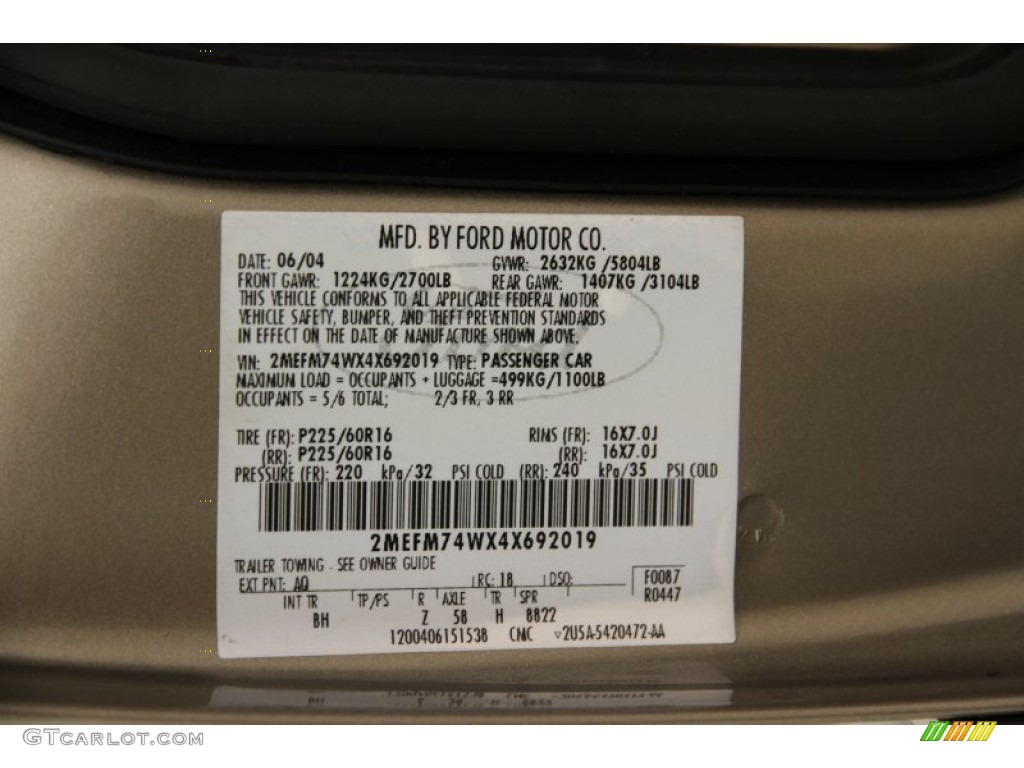 MFD. BY FORD MOTOR CO.
DATE: 06/04 GVWR: 2632KG /5804LB
FRONT GAWR: 1224KG/2700LB REAR GAWR: 1407KG /3104LB
THIS VEHICLE CONFORMS TO ALL APPLICABLE FEDERAL MOTOR
VEHICLE SAFETY, BUMPER, AND THEFT PREVENTION STANDARDS
IN EFFECT ON THE DATE OF MANUFACTURE SHOWN ABOVE.
VIN: 2MEFM74WX4X692019 TYPE: PASSENGER CAR
MAXIMUM LOAD = OCCUPANTS + LUGGAGE =499KG/1100LB
OCCUPANTS = 5/6 TOTAL; 2/3 FR, 3 RR
TIRE (FR): P225/60R16 RIMS (FR): 16X7.0J
(RR): P225/60R16 (RR): 16X7.0J
PRESSURE (FR): 220 kPa/32 PSI COLD (RR): 240 kPa/35 PSI COLD
2MEFM74WX4X692019
TRAILER TOWING - SEE OWNER GUIDE
EXT PNT: AQ RC: 18 DSO: F0087
INT TR TP/PS R AXLE TR SPR R0447
BH Z 58 H 8822
1200406151538 CMC 2U5A-5420472-AA
GTcarlot.com